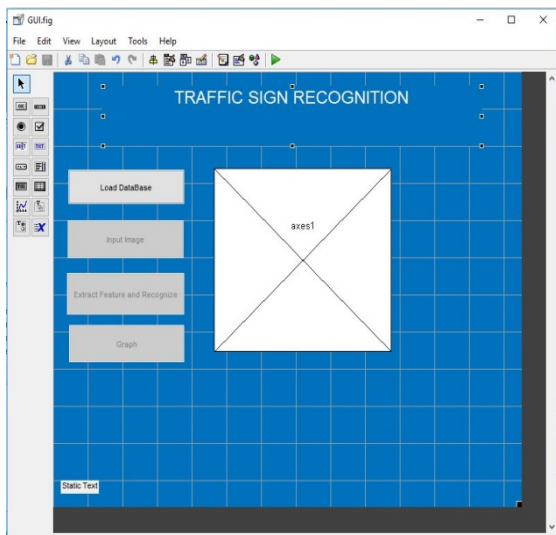 GUI.fig
File Edit View Layout Tools Help
TRAFFIC SIGN RECOGNITION
Load DataBase
axes1
Input Image
Extract Feature and Recognize
Graph
Static Text